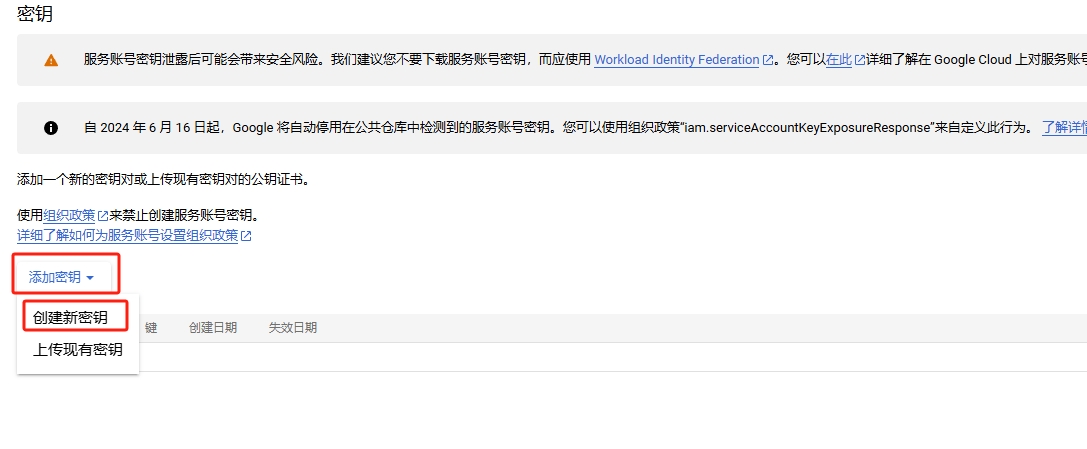 密钥
服务账号密钥泄露后可能会带来安全风险。我们建议您不要下载服务账号密钥，而应使用 Workload Identity Federation 。您可以在此 详细了解在 Google Cloud 上对服务账号
自 2024 年 6 月 16 日起，Google 将自动停用在公共仓库中检测到的服务账号密钥。您可以使用组织政策“iam.serviceAccountKeyExposureResponse”来自定义此行为。 了解详情
添加一个新的密钥对或上传现有密钥对的公钥证书。
使用组织政策 来禁止创建服务账号密钥。
详细了解如何为服务账号设置组织政策
添加密钥
创建新密钥
键 创建日期 失效日期
上传现有密钥